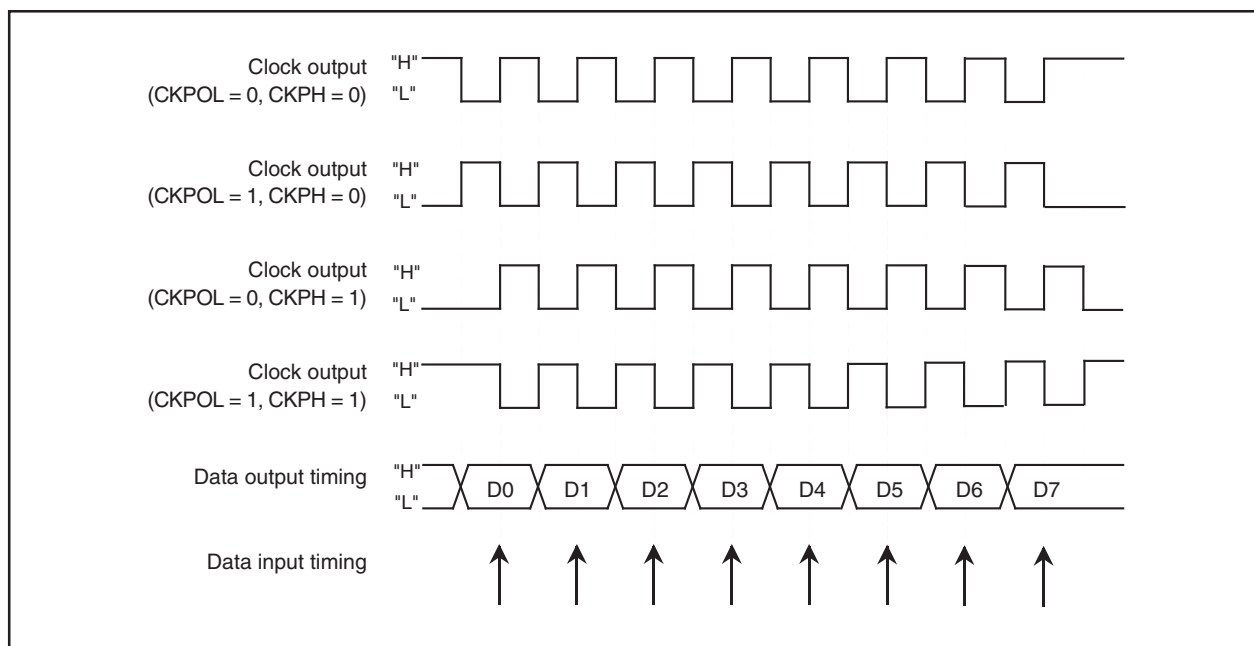 Clock output
(CKPOL = 0, CKPH = 0)
"H"
"L"
Clock output
(CKPOL = 1, CKPH = 0)
"H"
"L"
Clock output
(CKPOL = 0, CKPH = 1)
"H"
"L"
Clock output
(CKPOL = 1, CKPH = 1)
"H"
"L"
Data output timing
"H"
"L"
D0 D1 D2 D3 D4 D5 D6 D7
Data input timing